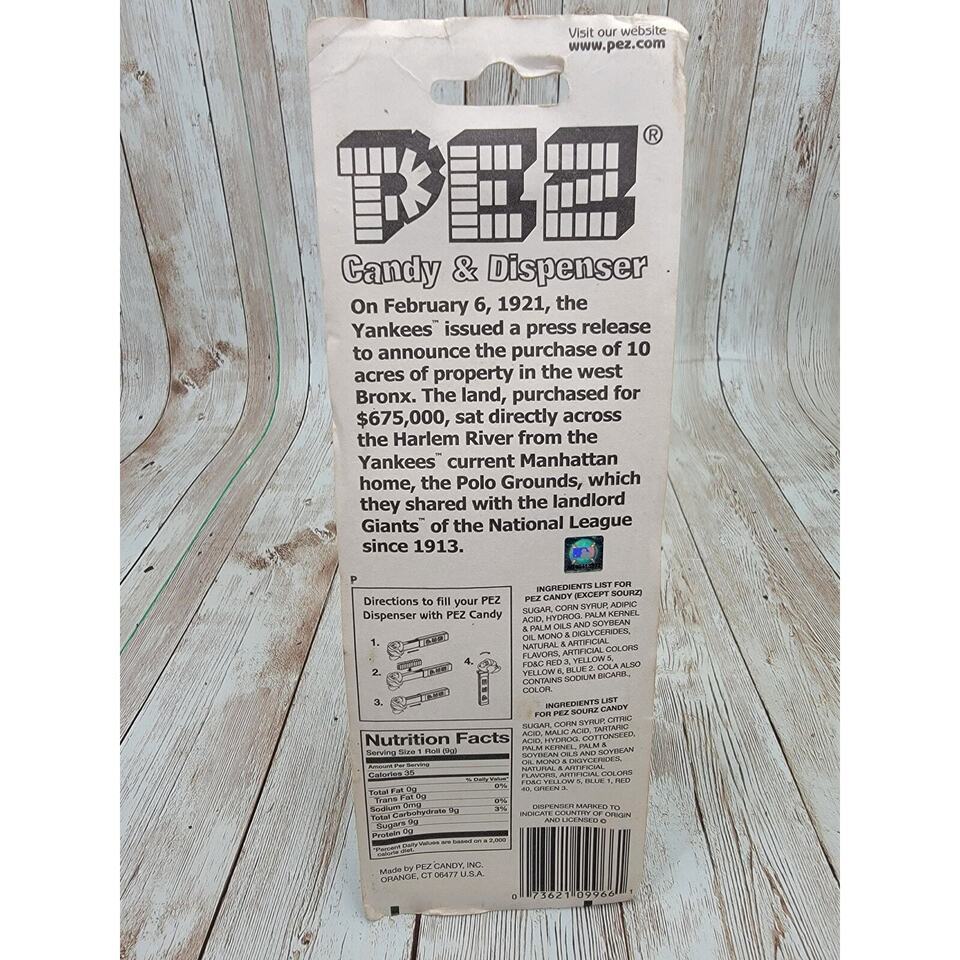 Visit our website
www.pez.com
PEZ®
Candy & Dispenser
On February 6, 1921, the
Yankees™ issued a press release
to announce the purchase of 10
acres of property in the west
Bronx. The land, purchased for
$675,000, sat directly across
the Harlem River from the
Yankees™ current Manhattan
home, the Polo Grounds, which
they shared with the landlord
Giants™ of the National League
since 1913.
P
Directions to fill your PEZ
Dispenser with PEZ Candy
1.
2.
3.
4.
INGREDIENTS LIST FOR
PEZ CANDY (EXCEPT SOURZ)
SUGAR, CORN SYRUP, ADIPIC
ACID, HYDROG. PALM KERNEL
& PALM OILS AND SOYBEAN
OIL MONO & DIGLYCERIDES,
NATURAL & ARTIFICIAL
FLAVORS, ARTIFICIAL COLORS
FD&C RED 3, YELLOW 5,
YELLOW 6, BLUE 2. COLA ALSO
CONTAINS SODIUM BICARB.,
COLOR.
INGREDIENTS LIST
FOR PEZ SOURZ CANDY
SUGAR, CORN SYRUP, CITRIC
ACID, MALIC ACID, TARTARIC
ACID, HYDROG. COTTONSEED,
PALM KERNEL, PALM &
SOYBEAN OILS AND SOYBEAN
OIL MONO & DIGYCERIDES,
NATURAL & ARTIFICIAL
FLAVORS, ARTIFICIAL COLORS
FD&C YELLOW 5, BLUE 1, RED
40, GREEN 3.
Nutrition Facts
Serving Size 1 Roll (9g)
Amount Per Serving
Calories 35
% Daily Value*
Total Fat 0g 0%
Trans Fat 0g
Sodium 0mg 0%
Total Carbohydrate 9g 3%
Sugars 9g
Protein 0g
*Percent Daily Values are based on a 2,000
calorie diet.
Made by PEZ CANDY, INC.
ORANGE, CT 06477 U.S.A.
DISPENSER MARKED TO
INDICATE COUNTRY OF ORIGIN
AND LICENSED ©
0 73621 09966 1